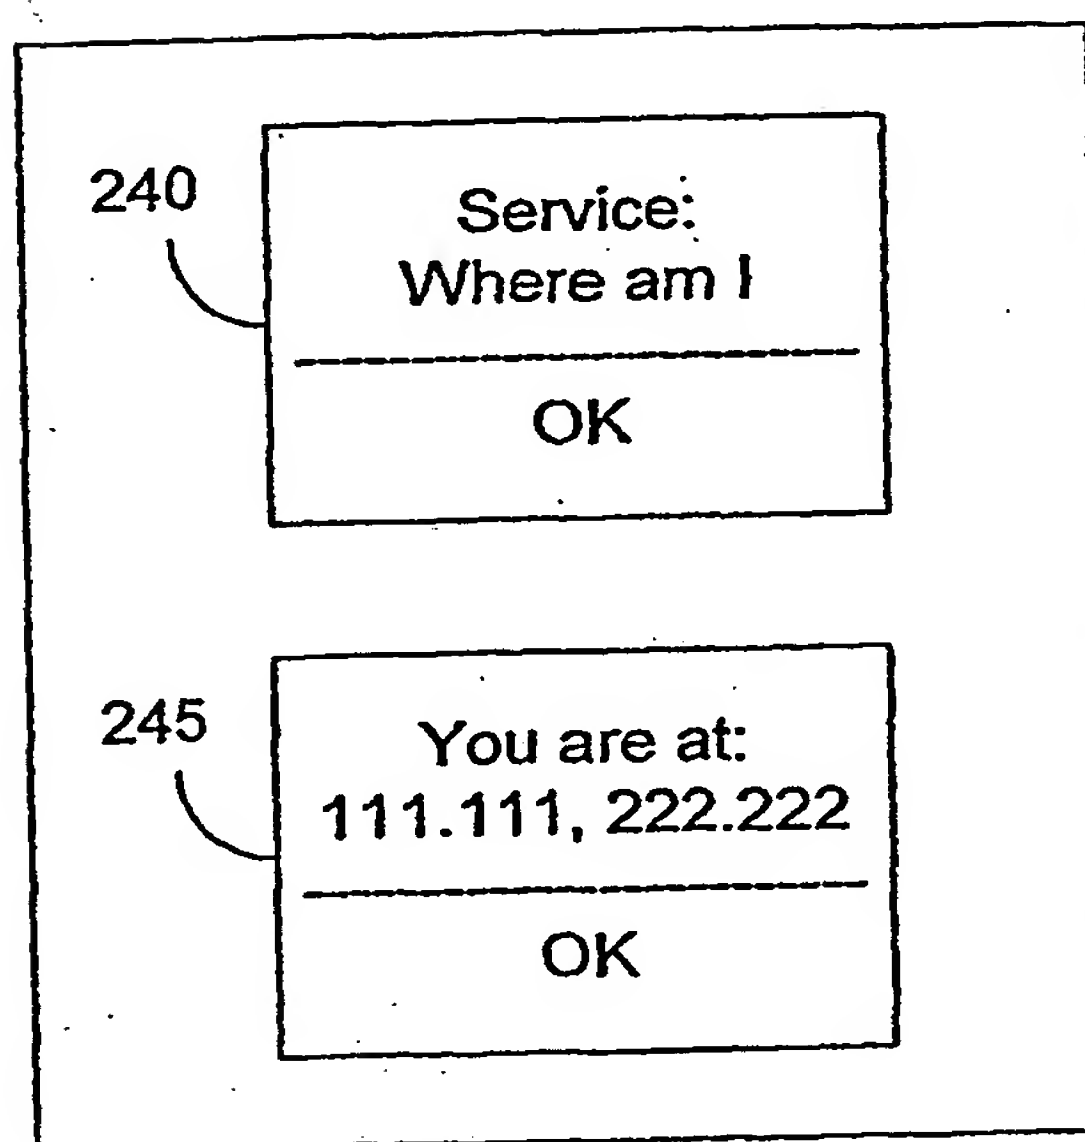 240
Service:
Where am I
OK
245
You are at:
111.111, 222.222
OK